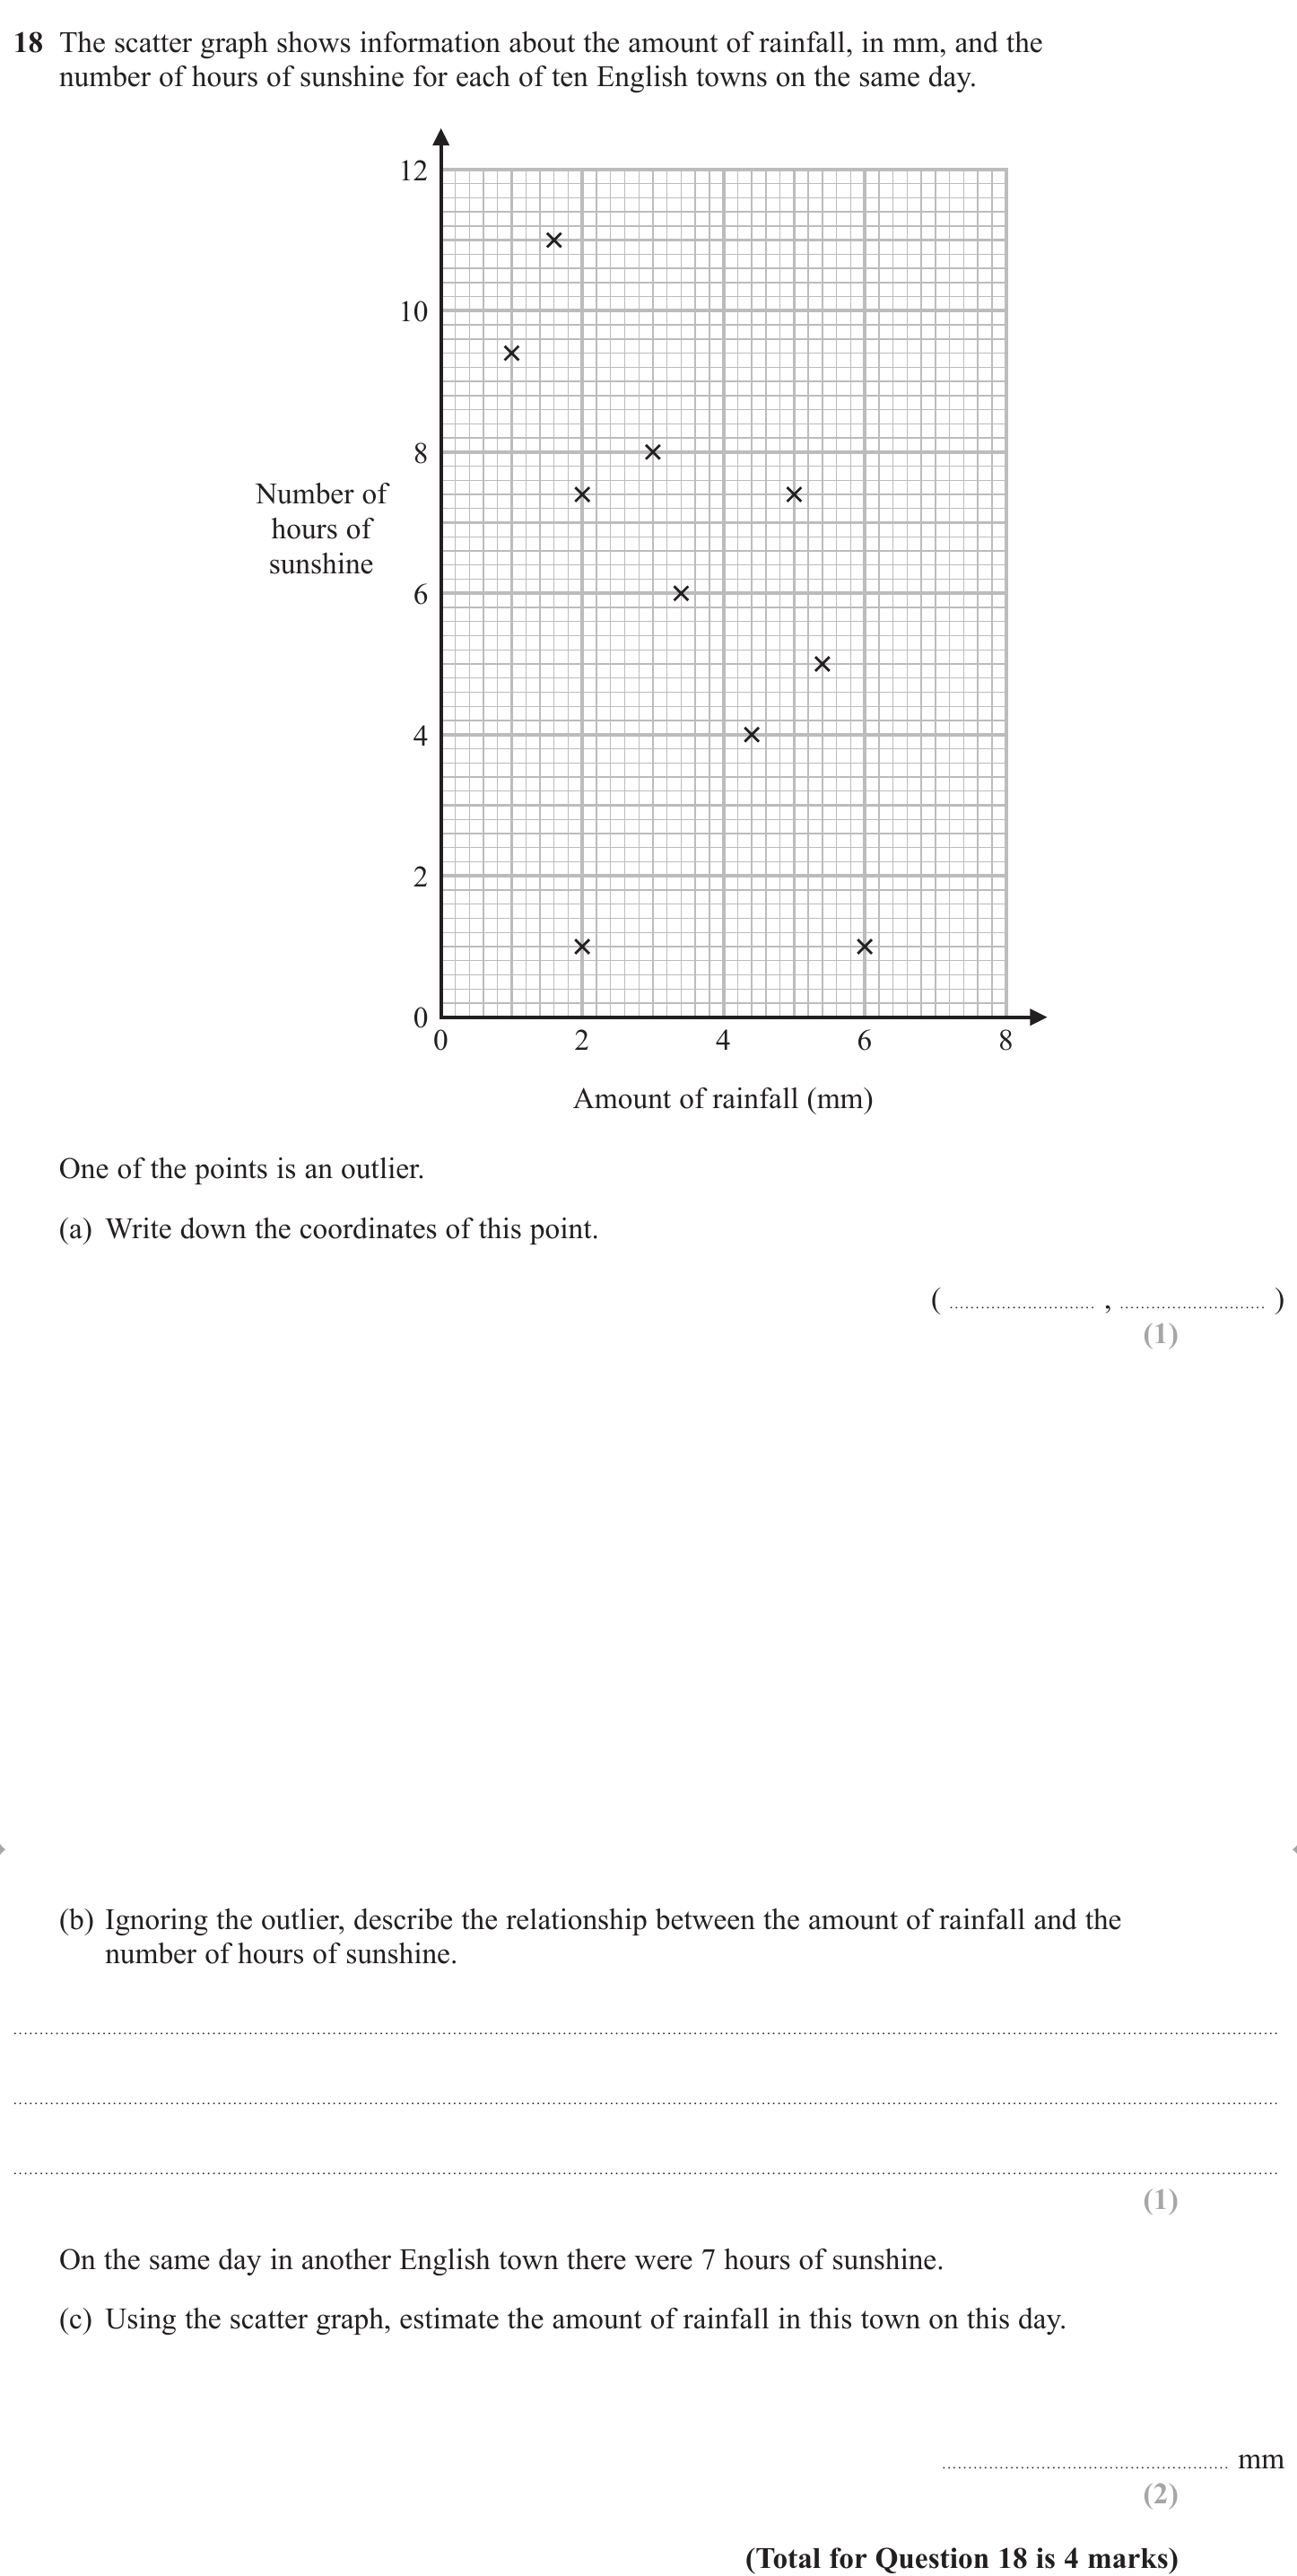 18 The scatter graph shows information about the amount of rainfall, in mm, and the
number of hours of sunshine for each of ten English towns on the same day.
12
10
8
Number of
hours of
sunshine
6
4
2
0
0 2 4 6 8
Amount of rainfall (mm)
One of the points is an outlier.
(a) Write down the coordinates of this point.
( .............................. , .............................. )
(1)
(b) Ignoring the outlier, describe the relationship between the amount of rainfall and the
number of hours of sunshine.
(1)
On the same day in another English town there were 7 hours of sunshine.
(c) Using the scatter graph, estimate the amount of rainfall in this town on this day.
.............................. mm
(2)
(Total for Question 18 is 4 marks)